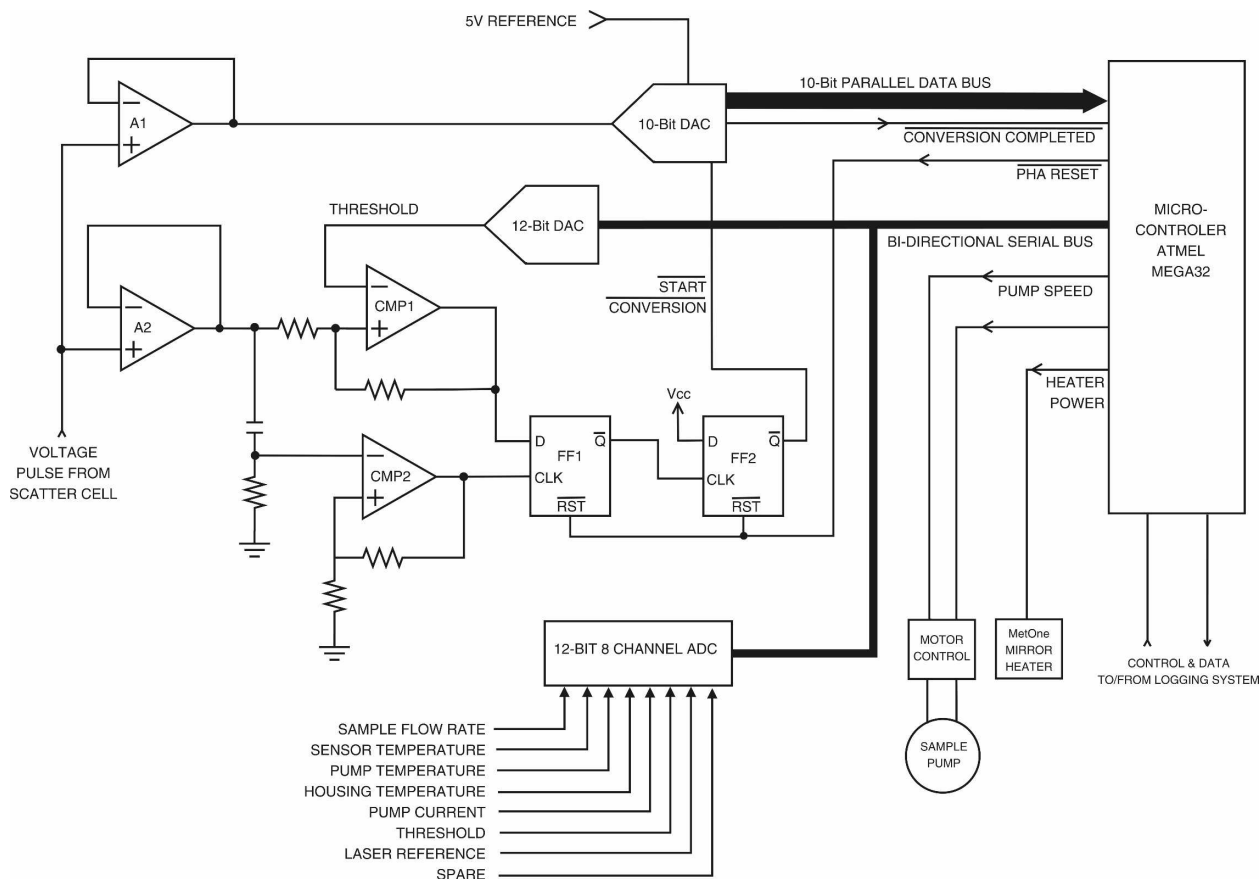 5V REFERENCE
10-Bit PARALLEL DATA BUS
A1
10-Bit DAC
CONVERSION COMPLETED
PHA RESET
THRESHOLD
12-Bit DAC
MICRO-
CONTROLER
ATMEL
MEGA32
BI-DIRECTIONAL SERIAL BUS
START
CONVERSION
PUMP SPEED
A2
CMP1
HEATER
POWER
Vcc
VOLTAGE
PULSE FROM
SCATTER CELL
CMP2
D
Q
FF1
CLK
RST
D
Q
FF2
CLK
RST
12-BIT 8 CHANNEL ADC
MOTOR
CONTROL
MetOne
MIRROR
HEATER
CONTROL & DATA
TO/FROM LOGGING SYSTEM
SAMPLE
PUMP
SAMPLE FLOW RATE
SENSOR TEMPERATURE
PUMP TEMPERATURE
HOUSING TEMPERATURE
PUMP CURRENT
THRESHOLD
LASER REFERENCE
SPARE